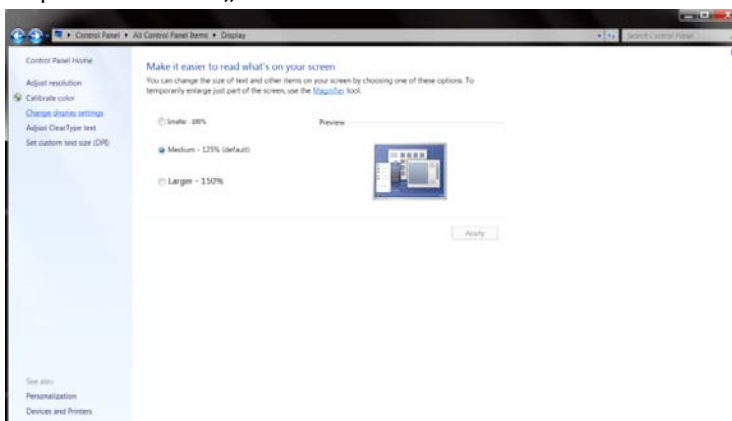 Control Panel ▸ All Control Panel Items ▸ Display
Search Control Panel
Control Panel Home
Adjust resolution
Calibrate color
Change display settings
Adjust ClearType text
Set custom text size (DPI)
See also
Personalization
Devices and Printers
Make it easier to read what's on your screen
You can change the size of text and other items on your screen by choosing one of these options. To
temporarily enlarge just part of the screen, use the Magnifier tool.
Smaller - 100%
Preview
Medium - 125% (default)
Larger - 150%
Apply